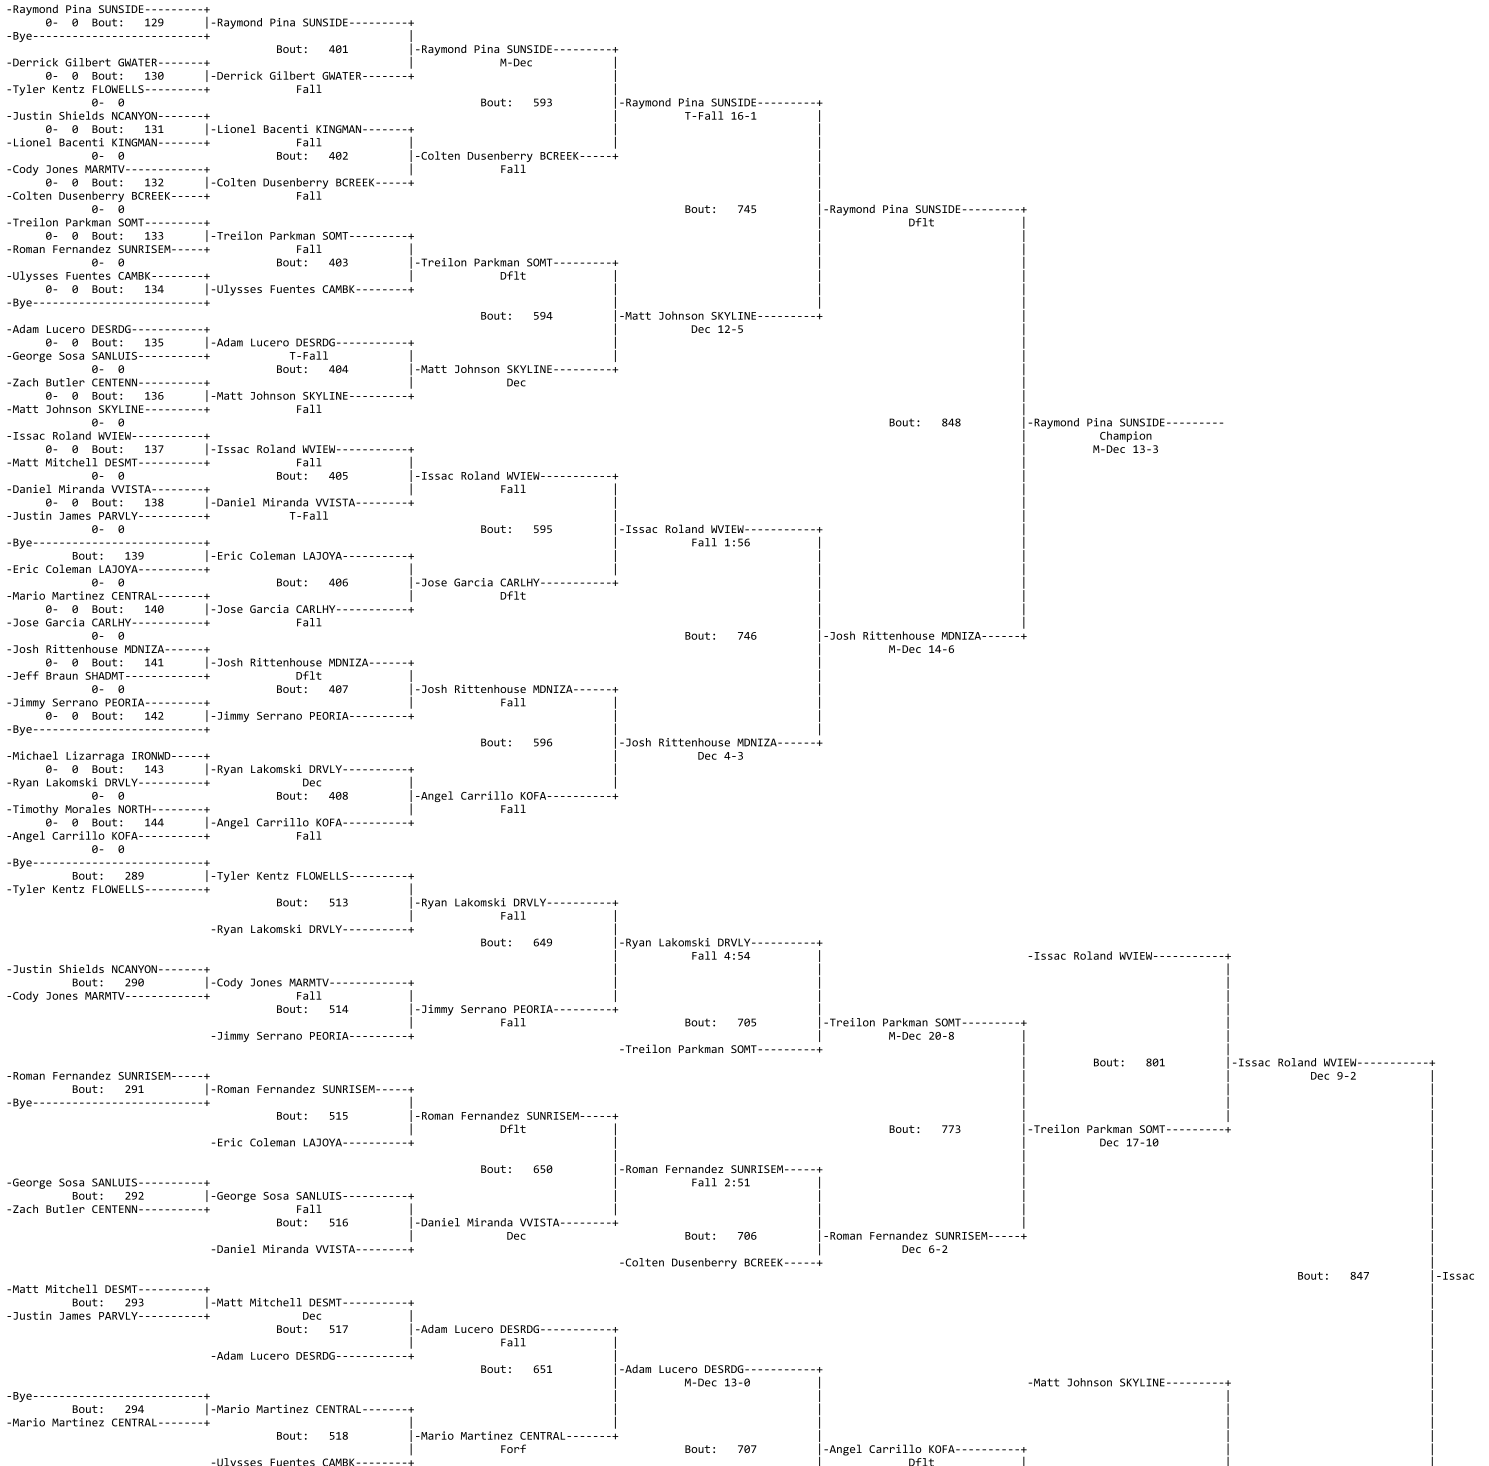 -Raymond Pina SUNSIDE---------+
0- 0 Bout: 129 |-Raymond Pina SUNSIDE---------+
-Bye--------------------------+ |
Bout: 401 |-Raymond Pina SUNSIDE---------+
-Derrick Gilbert GWATER-------+ | M-Dec |
0- 0 Bout: 130 |-Derrick Gilbert GWATER-------+ |
-Tyler Kentz FLOWELLS---------+ Fall |
0- 0 Bout: 593 |-Raymond Pina SUNSIDE---------+
-Justin Shields NCANYON-------+ | T-Fall 16-1 |
0- 0 Bout: 131 |-Lionel Bacenti KINGMAN-------+ | |
-Lionel Bacenti KINGMAN-------+ Fall | | |
0- 0 Bout: 402 |-Colten Dusenberry BCREEK-----+ |
-Cody Jones MARMTV------------+ | Fall |
0- 0 Bout: 132 |-Colten Dusenberry BCREEK-----+ |
-Colten Dusenberry BCREEK-----+ Fall |
0- 0 Bout: 745 |-Raymond Pina SUNSIDE---------+
-Treilon Parkman SOMT---------+ | Dflt |
0- 0 Bout: 133 |-Treilon Parkman SOMT---------+ | |
-Roman Fernandez SUNRISEM-----+ Fall | | |
0- 0 Bout: 403 |-Treilon Parkman SOMT---------+ | |
-Ulysses Fuentes CAMBK--------+ | Dflt | | |
0- 0 Bout: 134 |-Ulysses Fuentes CAMBK--------+ | | |
-Bye--------------------------+ | | |
Bout: 594 |-Matt Johnson SKYLINE---------+ |
-Adam Lucero DESRDG-----------+ | Dec 12-5 |
0- 0 Bout: 135 |-Adam Lucero DESRDG-----------+ | |
-George Sosa SANLUIS----------+ T-Fall | | |
0- 0 Bout: 404 |-Matt Johnson SKYLINE---------+ |
-Zach Butler CENTENN----------+ | Dec |
0- 0 Bout: 136 |-Matt Johnson SKYLINE---------+ |
-Matt Johnson SKYLINE---------+ Fall |
0- 0 Bout: 848 |-Raymond Pina SUNSIDE---------
-Issac Roland WVIEW-----------+ | Champion
0- 0 Bout: 137 |-Issac Roland WVIEW-----------+ | M-Dec 13-3
-Matt Mitchell DESMT----------+ Fall | |
0- 0 Bout: 405 |-Issac Roland WVIEW-----------+ |
-Daniel Miranda VVISTA--------+ | Fall | |
0- 0 Bout: 138 |-Daniel Miranda VVISTA--------+ | |
-Justin James PARVLY----------+ T-Fall | |
0- 0 Bout: 595 |-Issac Roland WVIEW-----------+ |
-Bye--------------------------+ | Fall 1:56 | |
Bout: 139 |-Eric Coleman LAJOYA----------+ | | |
-Eric Coleman LAJOYA----------+ | | | |
0- 0 Bout: 406 |-Jose Garcia CARLHY-----------+ | |
-Mario Martinez CENTRAL-------+ | Dflt | |
0- 0 Bout: 140 |-Jose Garcia CARLHY-----------+ | |
-Jose Garcia CARLHY-----------+ Fall | |
0- 0 Bout: 746 |-Josh Rittenhouse MDNIZA------+
-Josh Rittenhouse MDNIZA------+ | M-Dec 14-6
0- 0 Bout: 141 |-Josh Rittenhouse MDNIZA------+ |
-Jeff Braun SHADMT------------+ Dflt | |
0- 0 Bout: 407 |-Josh Rittenhouse MDNIZA------+ |
-Jimmy Serrano PEORIA---------+ | Fall | |
0- 0 Bout: 142 |-Jimmy Serrano PEORIA---------+ | |
-Bye--------------------------+ | |
Bout: 596 |-Josh Rittenhouse MDNIZA------+
-Michael Lizarraga IRONWD-----+ | Dec 4-3
0- 0 Bout: 143 |-Ryan Lakomski DRVLY----------+ |
-Ryan Lakomski DRVLY----------+ Dec | |
0- 0 Bout: 408 |-Angel Carrillo KOFA----------+
-Timothy Morales NORTH--------+ | Fall
0- 0 Bout: 144 |-Angel Carrillo KOFA----------+
-Angel Carrillo KOFA----------+ Fall
0- 0
-Bye--------------------------+
Bout: 289 |-Tyler Kentz FLOWELLS---------+
-Tyler Kentz FLOWELLS---------+ |
Bout: 513 |-Ryan Lakomski DRVLY----------+
| Fall |
-Ryan Lakomski DRVLY----------+ |
Bout: 649 |-Ryan Lakomski DRVLY----------+
| Fall 4:54 | -Issac Roland WVIEW-----------+
-Justin Shields NCANYON-------+ | | |
Bout: 290 |-Cody Jones MARMTV------------+ | | |
-Cody Jones MARMTV------------+ Fall | | | |
Bout: 514 |-Jimmy Serrano PEORIA---------+ | |
| Fall Bout: 705 |-Treilon Parkman SOMT---------+ |
-Jimmy Serrano PEORIA---------+ | M-Dec 20-8 | |
-Treilon Parkman SOMT---------+ | |
| Bout: 801 |-Issac Roland WVIEW-----------+
-Roman Fernandez SUNRISEM-----+ | | Dec 9-2 |
Bout: 291 |-Roman Fernandez SUNRISEM-----+ | | |
-Bye--------------------------+ | | | |
Bout: 515 |-Roman Fernandez SUNRISEM-----+ | | |
| Dflt | Bout: 773 |-Treilon Parkman SOMT---------+ |
-Eric Coleman LAJOYA----------+ | | Dec 17-10 |
Bout: 650 |-Roman Fernandez SUNRISEM-----+ | |
-George Sosa SANLUIS----------+ | Fall 2:51 | | |
Bout: 292 |-George Sosa SANLUIS----------+ | | | |
-Zach Butler CENTENN----------+ Fall | | | | |
Bout: 516 |-Daniel Miranda VVISTA--------+ | | |
| Dec Bout: 706 |-Roman Fernandez SUNRISEM-----+ |
-Daniel Miranda VVISTA--------+ | Dec 6-2 |
-Colten Dusenberry BCREEK-----+ |
Bout: 847 |-Issac
-Matt Mitchell DESMT----------+ |
Bout: 293 |-Matt Mitchell DESMT----------+ |
-Justin James PARVLY----------+ Dec | |
Bout: 517 |-Adam Lucero DESRDG-----------+ |
| Fall | |
-Adam Lucero DESRDG-----------+ | |
Bout: 651 |-Adam Lucero DESRDG-----------+ |
| M-Dec 13-0 | -Matt Johnson SKYLINE---------+ |
-Bye--------------------------+ | | | |
Bout: 294 |-Mario Martinez CENTRAL-------+ | | | |
-Mario Martinez CENTRAL-------+ | | | | |
Bout: 518 |-Mario Martinez CENTRAL-------+ | | |
| Forf Bout: 707 |-Angel Carrillo KOFA----------+ | |
-Ulysses Fuentes CAMBK--------+ | Dflt | | |